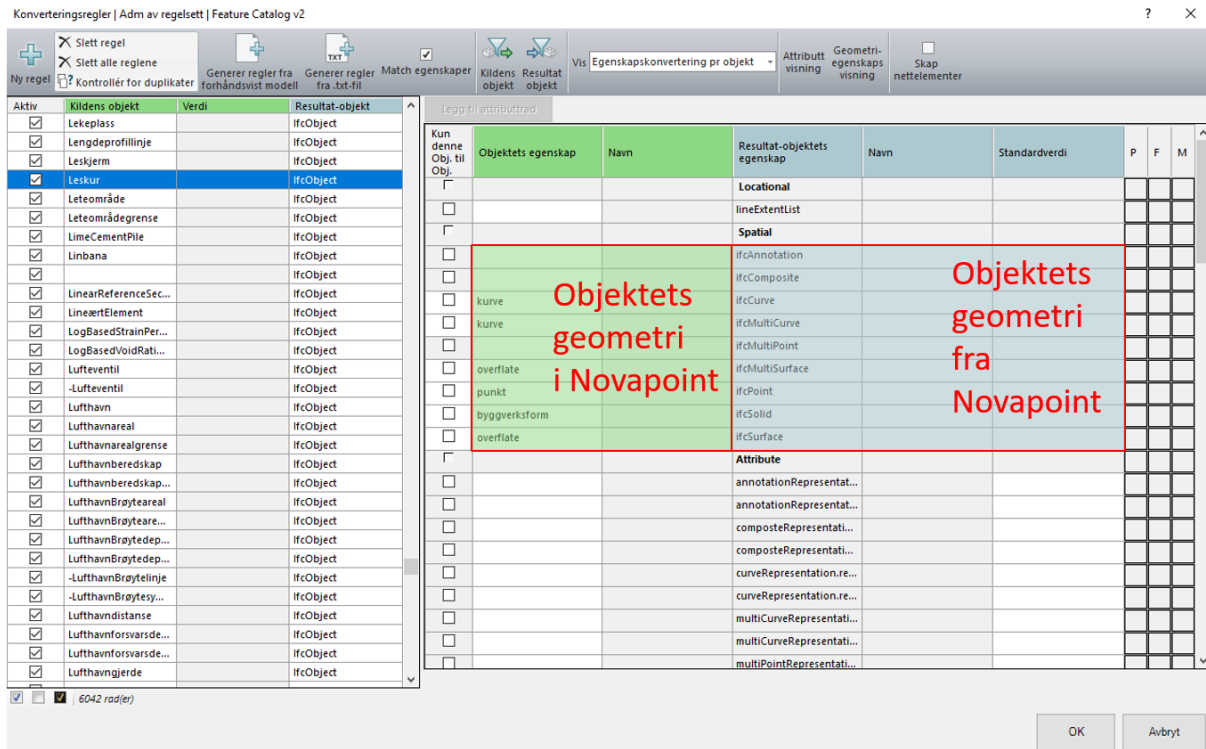 Konverteringsregler | Adm av regelsett | Feature Catalog v2 ? ×
Ny regel
Slett regel
Slett alle reglene
Kontrollér for duplikater
Generer regler fra
forhåndsvist modell
TXT
Generer regler
fra .txt-fil
Match egenskaper
Kildens
objekt
Resultat
objekt
Vis Egenskapskonvertering pr objekt
Attributt
visning
Geometri-
egenskaps
visning
Skap
nettelementer
Aktiv Kildens objekt Verdi Resultat-objekt
Lekeplass IfcObject
Lengdeprofillinje IfcObject
Leskjerm IfcObject
Leskur IfcObject
Leteområde IfcObject
Leteområdegrense IfcObject
LimeCementPile IfcObject
Linbana IfcObject
IfcObject
LinearReferenceSec... IfcObject
LineærtElement IfcObject
LogBasedStrainPer... IfcObject
LogBasedVoidRati... IfcObject
Lufteventil IfcObject
-Lufteventil IfcObject
Lufthavn IfcObject
Lufthavnareal IfcObject
Lufthavnarealgrense IfcObject
Lufthavnberedskap IfcObject
Lufthavnberedskap... IfcObject
LufthavnBrøyteareal IfcObject
LufthavnBrøyteare... IfcObject
LufthavnBrøytedep... IfcObject
LufthavnBrøytedep... IfcObject
-LufthavnBrøytelinje IfcObject
-LufthavnBrøytesy... IfcObject
Lufthavndistanse IfcObject
Lufthavnforsvarsde... IfcObject
Lufthavnforsvarsde... IfcObject
Lufthavngjerde IfcObject
6042 rad(er)
Legg til attributtrad
Kun
denne
Obj. til
Obj.
Objektets egenskap
Navn
Resultat-objektets
egenskap
Navn
Standardverdi
P F M
Locational
lineExtentList
Spatial
ifcAnnotation
ifcComposite
kurve ifcCurve
kurve ifcMultiCurve
ifcMultiPoint
overflate ifcMultiSurface
punkt ifcPoint
byggverksform ifcSolid
overflate ifcSurface
Objektets
geometri
i Novapoint
Objektets
geometri
fra
Novapoint
Attribute
annotationRepresentat...
annotationRepresentat...
composteRepresentati...
composteRepresentati...
curveRepresentation.re...
curveRepresentation.re...
multiCurveRepresentati...
multiCurveRepresentati...
multiPointRepresentati...
OK
Avbryt